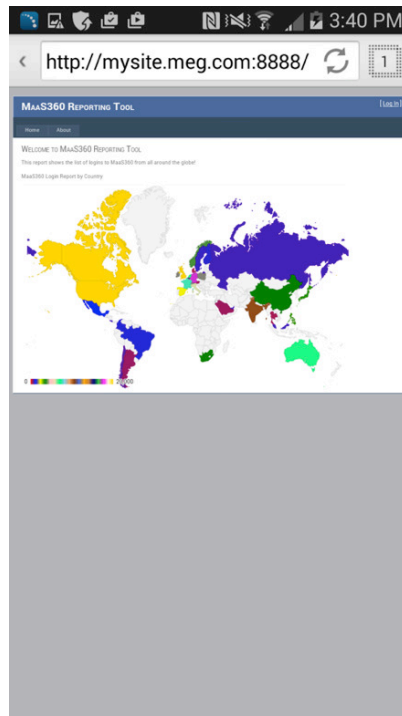 3:40 PM
http://mysite.meg.com:8888/
1
MaaS360 Reporting Tool
[ Log In ]
Home About
Welcome to MaaS360 Reporting Tool
This report shows the list of logins to MaaS360 from all around the globe!
MaaS360 Login Report by Country
0